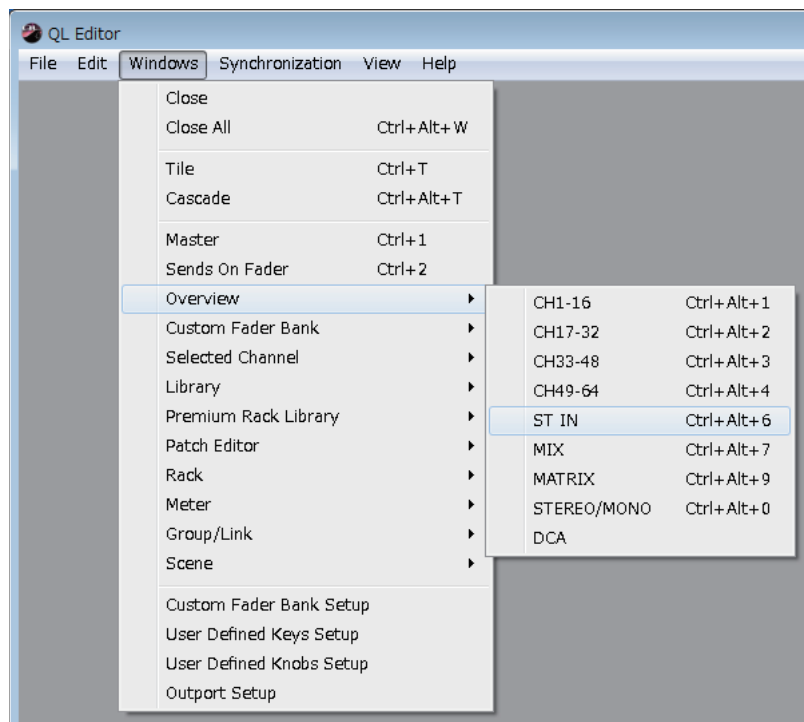 QL Editor
File Edit Windows Synchronization View Help
Close
Close All Ctrl+Alt+W
Tile Ctrl+T
Cascade Ctrl+Alt+T
Master Ctrl+1
Sends On Fader Ctrl+2
Overview
Custom Fader Bank
Selected Channel
Library
Premium Rack Library
Patch Editor
Rack
Meter
Group/Link
Scene
Custom Fader Bank Setup
User Defined Keys Setup
User Defined Knobs Setup
Outport Setup
CH1-16 Ctrl+Alt+1
CH17-32 Ctrl+Alt+2
CH33-48 Ctrl+Alt+3
CH49-64 Ctrl+Alt+4
ST IN Ctrl+Alt+6
MIX Ctrl+Alt+7
MATRIX Ctrl+Alt+9
STEREO/MONO Ctrl+Alt+0
DCA